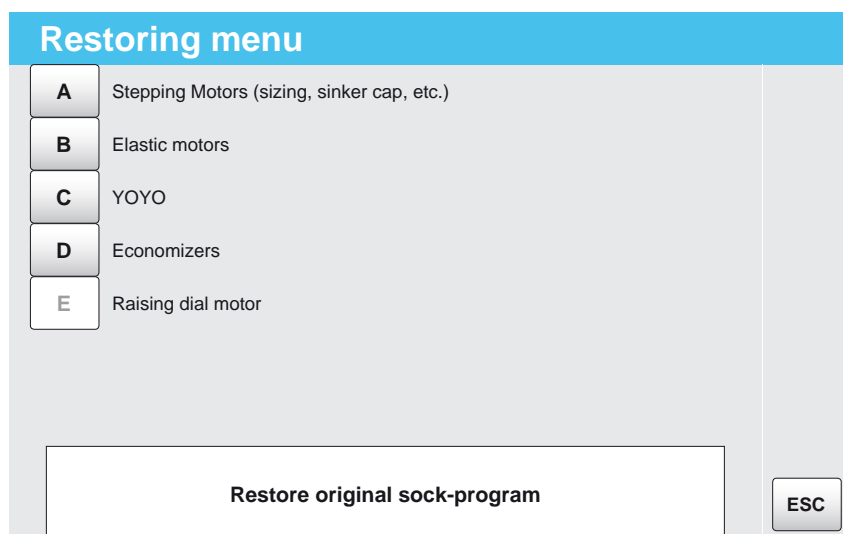 Restoring menu
A Stepping Motors (sizing, sinker cap, etc.)
B Elastic motors
C YOYO
D Economizers
E Raising dial motor
Restore original sock-program
ESC